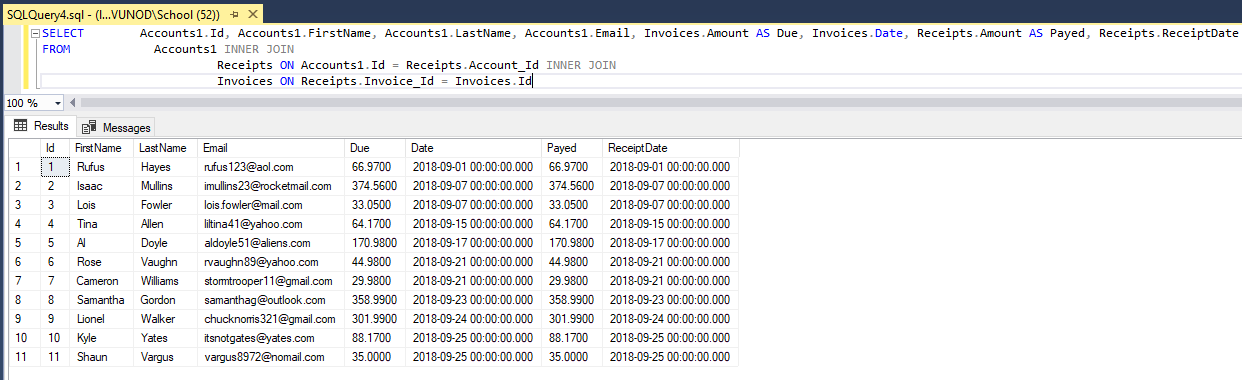 SQLQuery4.sql - (l...VUNOD\School (52))
SELECT Accounts1.Id, Accounts1.FirstName, Accounts1.LastName, Accounts1.Email, Invoices.Amount AS Due, Invoices.Date, Receipts.Amount AS Payed, Receipts.ReceiptDate
FROM Accounts1 INNER JOIN
Receipts ON Accounts1.Id = Receipts.Account_Id INNER JOIN
Invoices ON Receipts.Invoice_Id = Invoices.Id
100 %
Results Messages
Id FirstName LastName Email Due Date Payed ReceiptDate
1 1 Rufus Hayes rufus123@aol.com 66.9700 2018-09-01 00:00:00.000 66.9700 2018-09-01 00:00:00.000
2 2 Isaac Mullins imullins23@rocketmail.com 374.5600 2018-09-07 00:00:00.000 374.5600 2018-09-07 00:00:00.000
3 3 Lois Fowler lois.fowler@mail.com 33.0500 2018-09-07 00:00:00.000 33.0500 2018-09-07 00:00:00.000
4 4 Tina Allen liltina41@yahoo.com 64.1700 2018-09-15 00:00:00.000 64.1700 2018-09-15 00:00:00.000
5 5 Al Doyle aldoyle51@aliens.com 170.9800 2018-09-17 00:00:00.000 170.9800 2018-09-17 00:00:00.000
6 6 Rose Vaughn rvaughn89@yahoo.com 44.9800 2018-09-21 00:00:00.000 44.9800 2018-09-21 00:00:00.000
7 7 Cameron Williams stormtrooper11@gmail.com 29.9800 2018-09-21 00:00:00.000 29.9800 2018-09-21 00:00:00.000
8 8 Samantha Gordon samanthag@outlook.com 358.9900 2018-09-23 00:00:00.000 358.9900 2018-09-23 00:00:00.000
9 9 Lionel Walker chucknorris321@gmail.com 301.9900 2018-09-24 00:00:00.000 301.9900 2018-09-24 00:00:00.000
10 10 Kyle Yates itsnotgates@yates.com 88.1700 2018-09-25 00:00:00.000 88.1700 2018-09-25 00:00:00.000
11 11 Shaun Vargus vargus8972@nomail.com 35.0000 2018-09-25 00:00:00.000 35.0000 2018-09-25 00:00:00.000